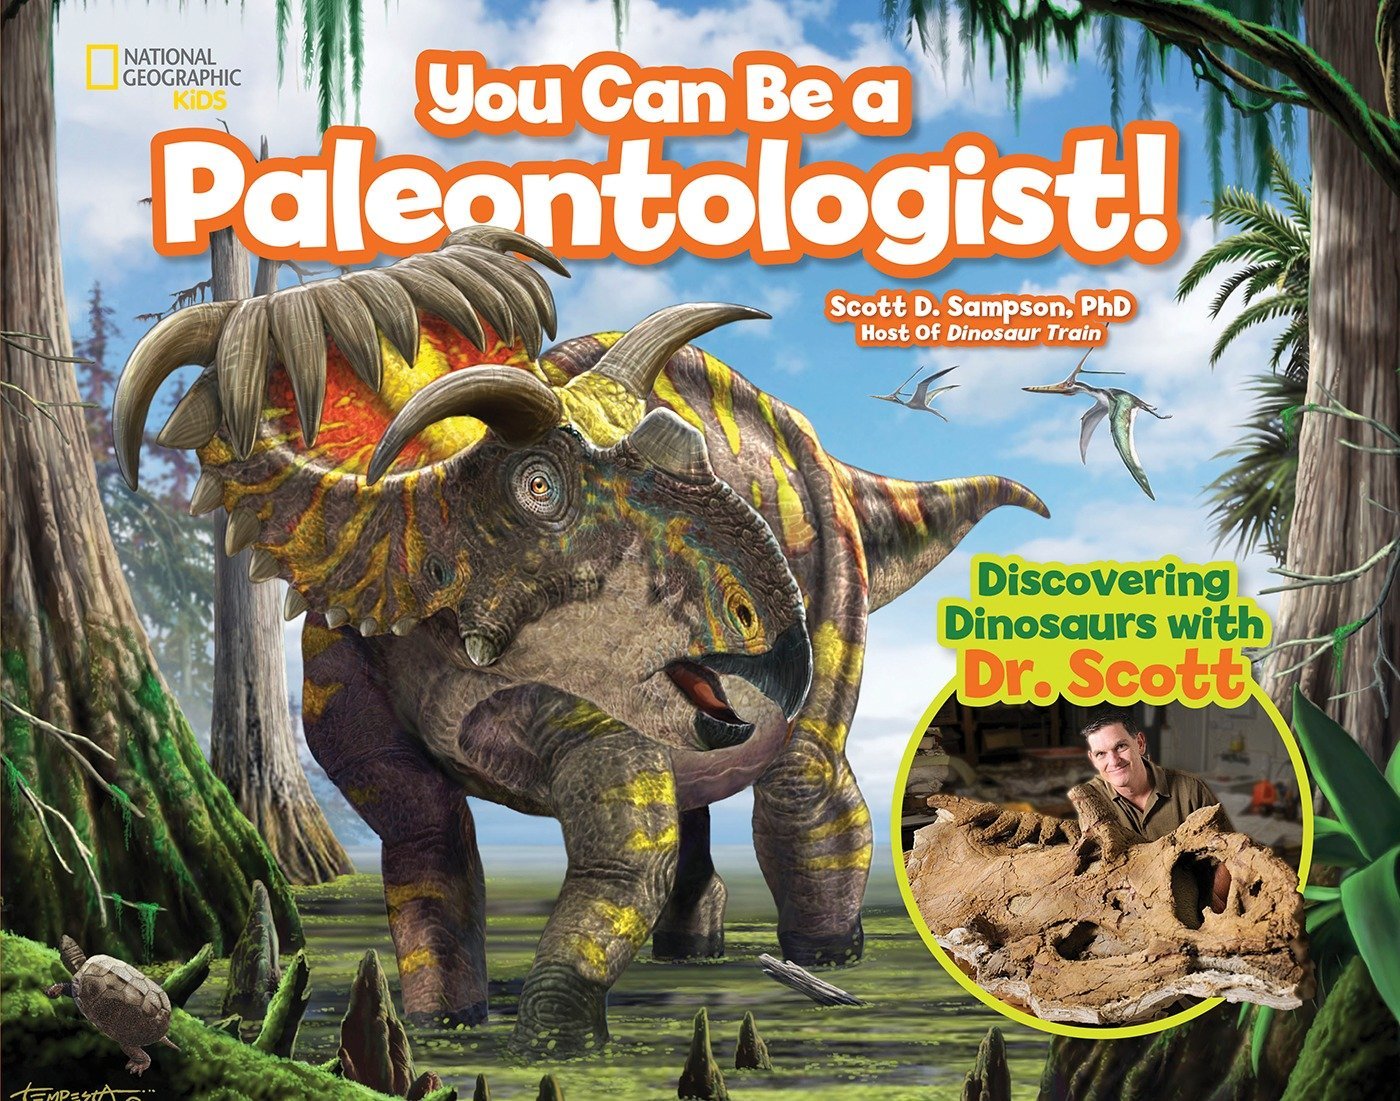 NATIONAL
GEOGRAPHIC
KiDS
You Can Be a
Paleontologist!
Scott D. Sampson, PhD
Host Of Dinosaur Train
Discovering
Dinosaurs with
Dr. Scott
TEMPESTA